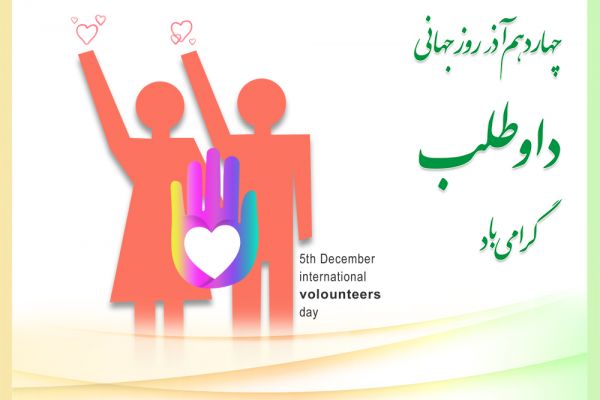 چهاردهم آذر روز جهانی
داوطلب
گرامی باد
5th December
international
volounteers
day